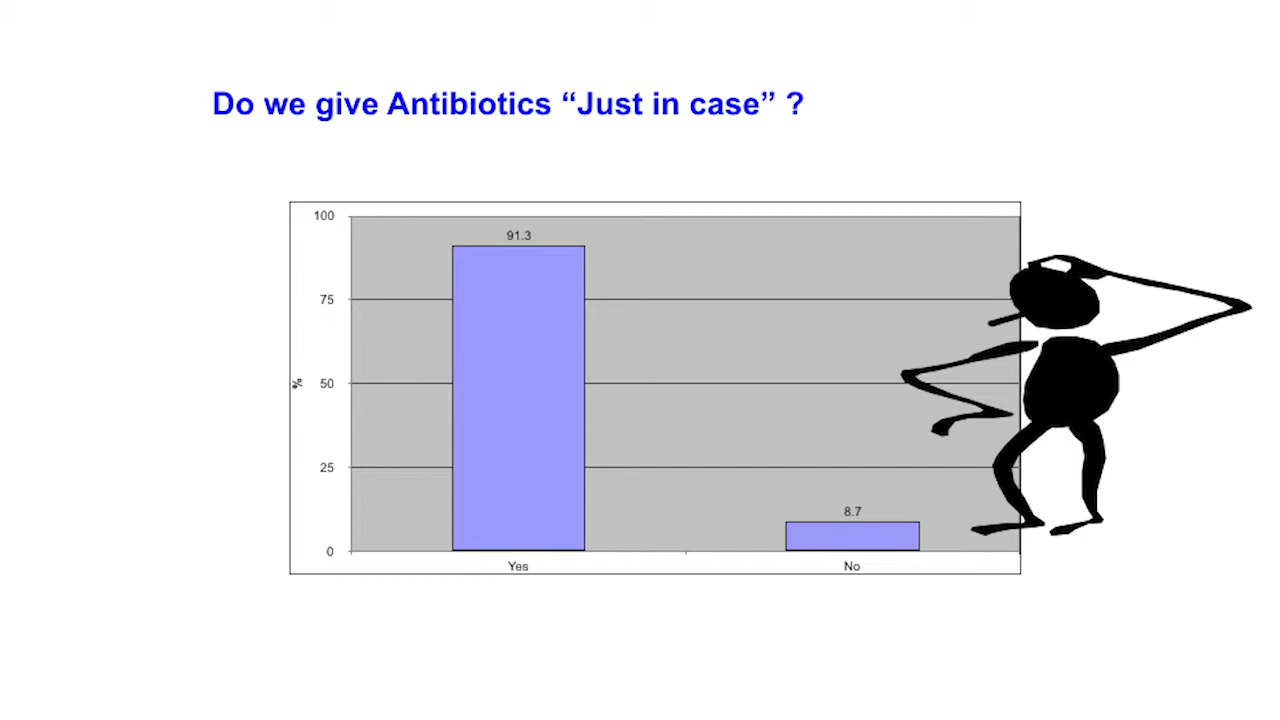 Do we give Antibiotics “Just in case” ?
100
91.3
75
%
50
25
8.7
0
Yes
No